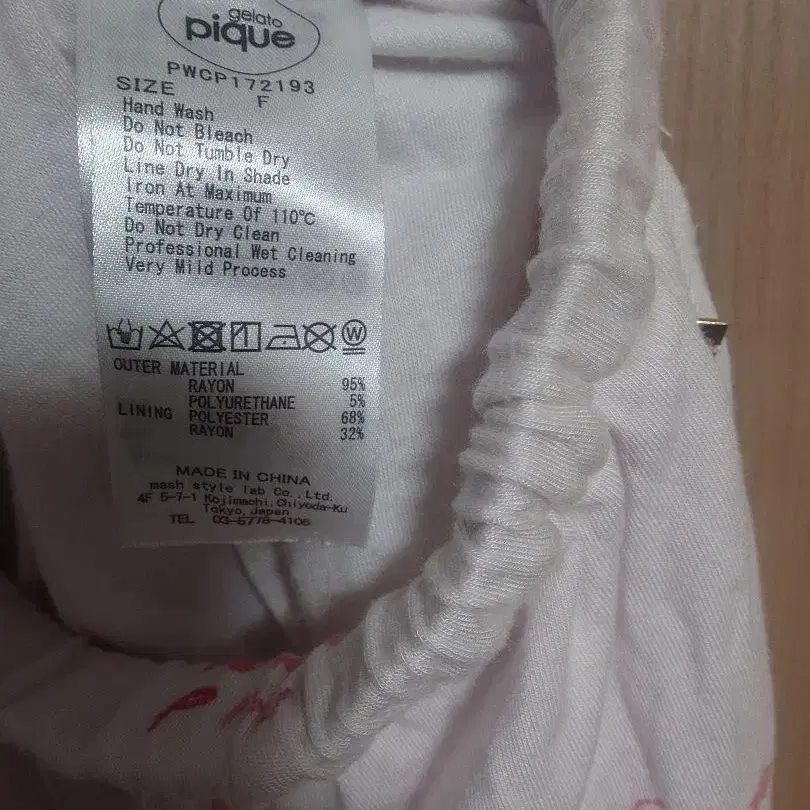 gelato
pique
PWCP172193
SIZE F
Hand Wash
Do Not Bleach
Do Not Tumble Dry
Line Dry In Shade
Iron At Maximum
Temperature Of 110℃
Do Not Dry Clean
Professional Wet Cleaning
Very Mild Process
W
OUTER MATERIAL
RAYON 95%
POLYURETHANE 5%
LINING POLYESTER 68%
RAYON 32%
MADE IN CHINA
mash style lab Co., Ltd.
4F 5-7-1 Kojimachi, Chiyoda-Ku
Tokyo, Japan
TEL 03-5778-4106